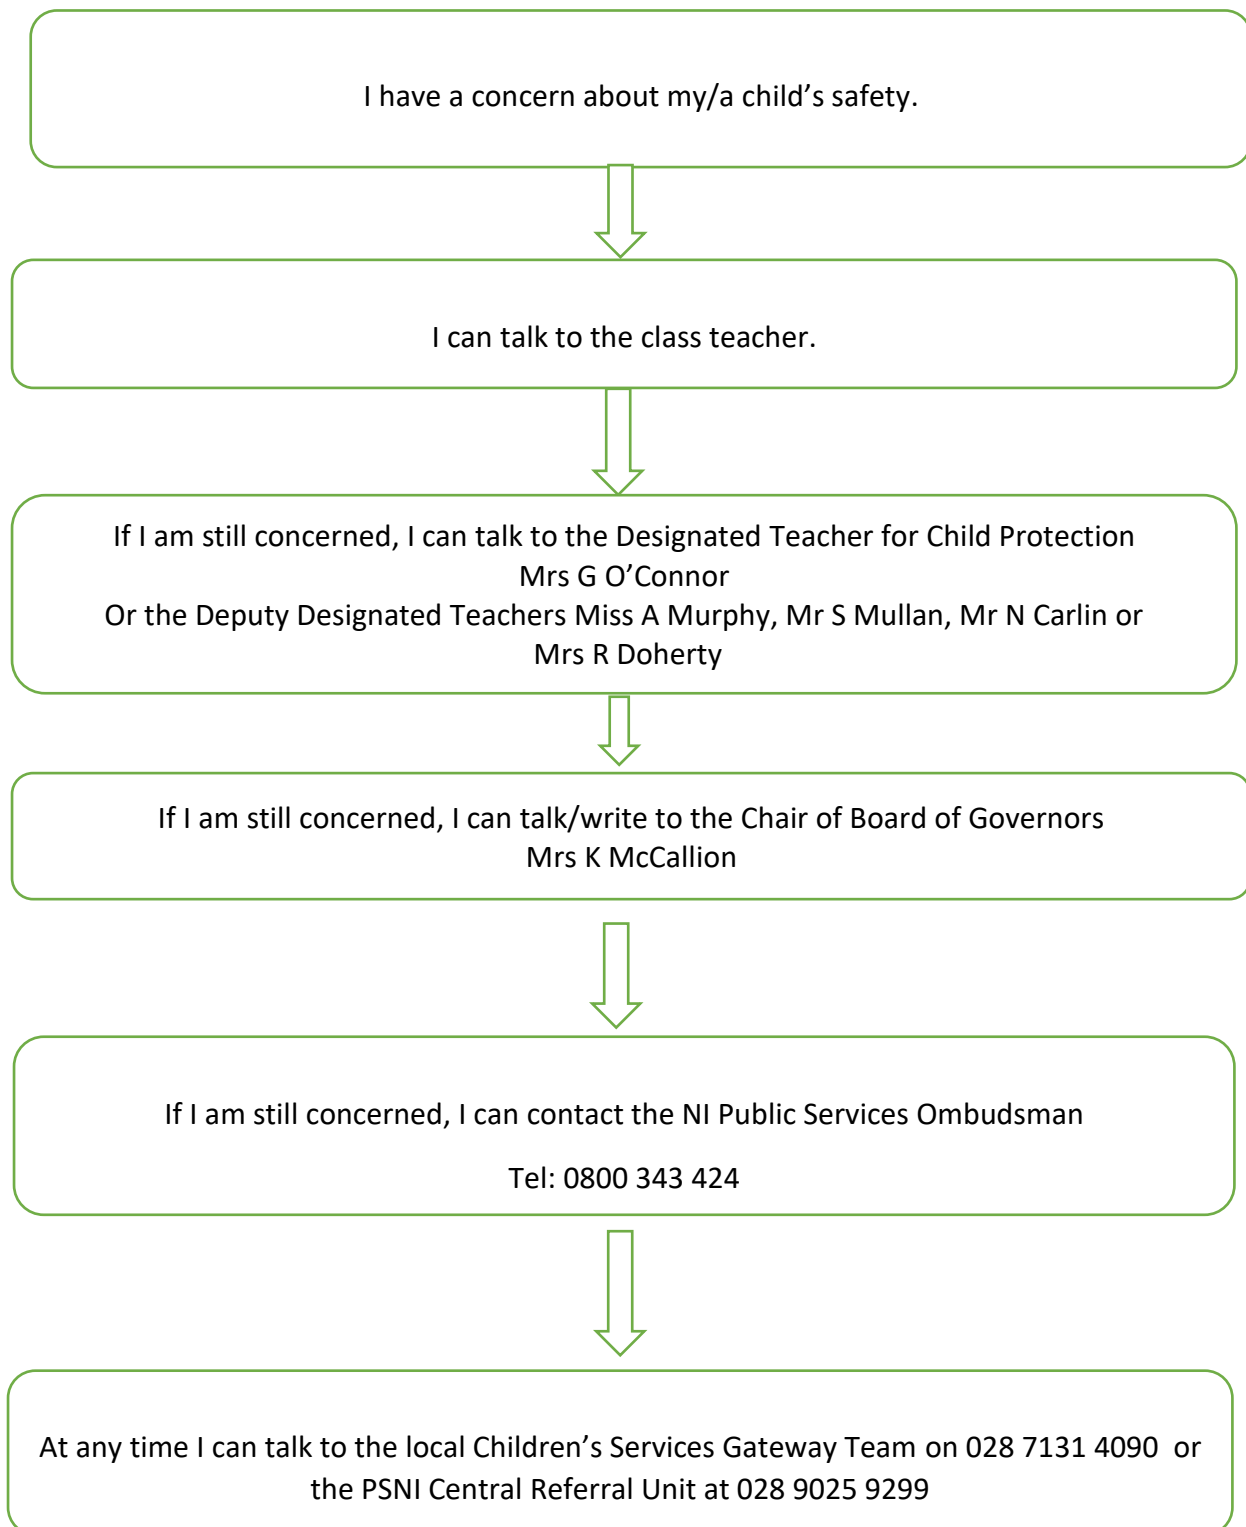 I have a concern about my/a child’s safety.
I can talk to the class teacher.
If I am still concerned, I can talk to the Designated Teacher for Child Protection
Mrs G O’Connor
Or the Deputy Designated Teachers Miss A Murphy, Mr S Mullan, Mr N Carlin or
Mrs R Doherty
If I am still concerned, I can talk/write to the Chair of Board of Governors
Mrs K McCallion
If I am still concerned, I can contact the NI Public Services Ombudsman
Tel: 0800 343 424
At any time I can talk to the local Children’s Services Gateway Team on 028 7131 4090  or
the PSNI Central Referral Unit at 028 9025 9299